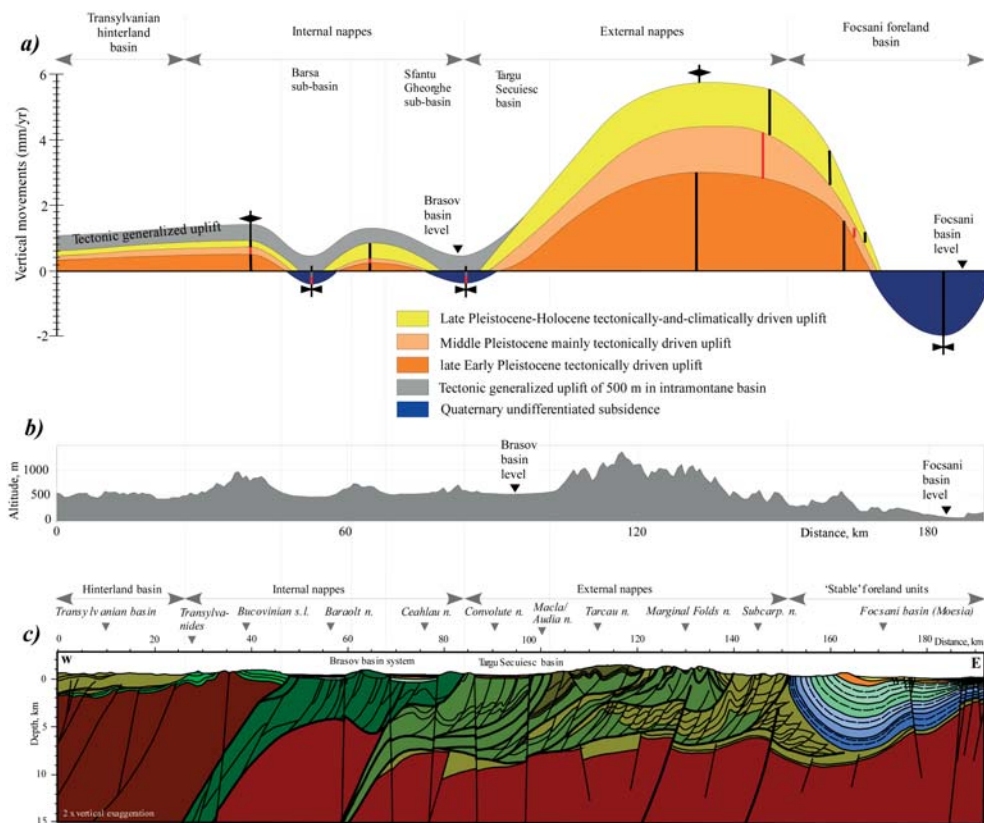 Transylvanian
hinterland
basin
Internal nappes
External nappes
Focsani foreland
basin
a)
Barsa
sub-basin
Sfantu
Gheorghe
sub-basin
Targu
Secuiesc
basin
Vertical movements (mm/yr)
6
4
2
0
-2
Tectonic generalized uplift
Brasov
basin
level
Focsani
basin
level
Late Pleistocene-Holocene tectonically-and-climatically driven uplift
Middle Pleistocene mainly tectonically driven uplift
late Early Pleistocene tectonically driven uplift
Tectonic generalized uplift of 500 m in intramontane basin
Quaternary undifferentiated subsidence
b)
Altitude, m
1000
500
0
Brasov
basin
level
Focsani
basin
level
0 60 120 Distance, km 180
Hinterland basin Internal nappes External nappes 'Stable' foreland units
Transylvanian basin
Transylva-
nides
Bucovinian s.l.
Baraolt n.
Ceahlau n.
Convolute n.
Macla/
Audia n.
Tarcau n.
Marginal Folds n.
Subcarp. n.
Focsani basin (Moesia)
c)
0 20 40 60 80 100 120 140 160 180 Distance, km
W Brasov basin system Targu Secuiesc basin E
Depth, km
0
5
10
15
2 x vertical exaggeration